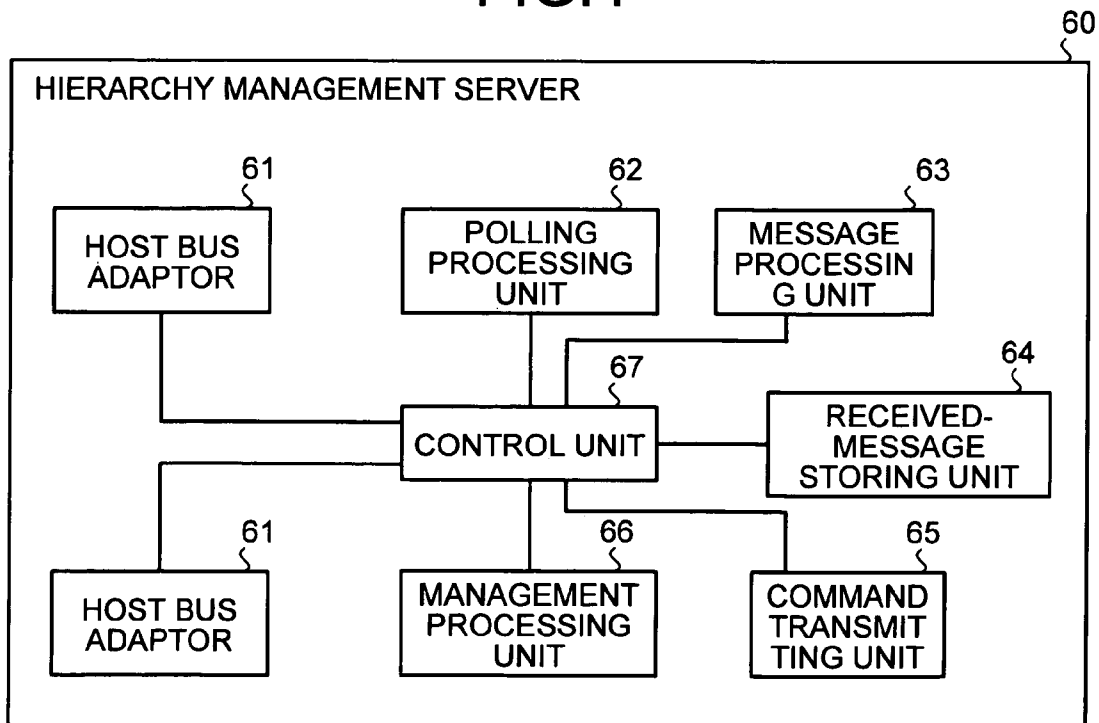 60
HIERARCHY MANAGEMENT SERVER
61
HOST BUS
ADAPTOR
62
POLLING
PROCESSING
UNIT
63
MESSAGE
PROCESSIN
G UNIT
67
CONTROL UNIT
64
RECEIVED-
MESSAGE
STORING UNIT
61
HOST BUS
ADAPTOR
66
MANAGEMENT
PROCESSING
UNIT
65
COMMAND
TRANSMIT
TING UNIT